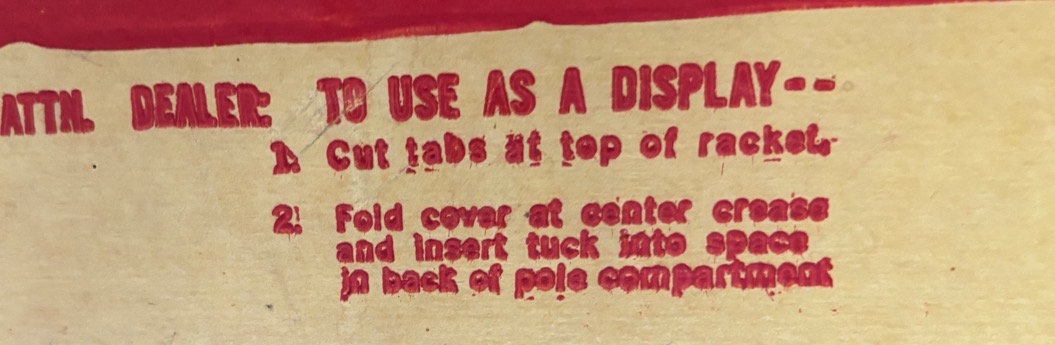 ATTN. DEALER: TO USE AS A DISPLAY--
1. Cut tabs at top of racket.
2. Fold cover at center crease
and insert tuck into space
in back of pole compartment